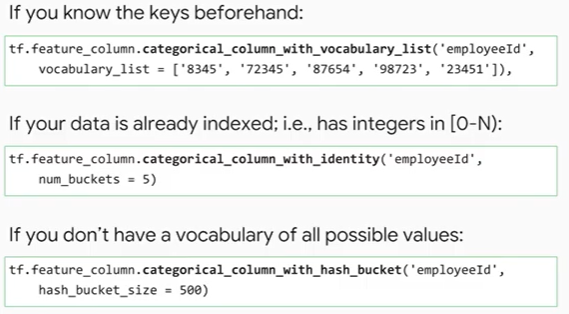 If you know the keys beforehand:
tf.feature_column.categorical_column_with_vocabulary_list('employeeId',
vocabulary_list = ['8345', '72345', '87654', '98723', '23451']),
If your data is already indexed; i.e., has integers in [0-N):
tf.feature_column.categorical_column_with_identity('employeeId',
num_buckets = 5)
If you don't have a vocabulary of all possible values:
tf.feature_column.categorical_column_with_hash_bucket('employeeId',
hash_bucket_size = 500)